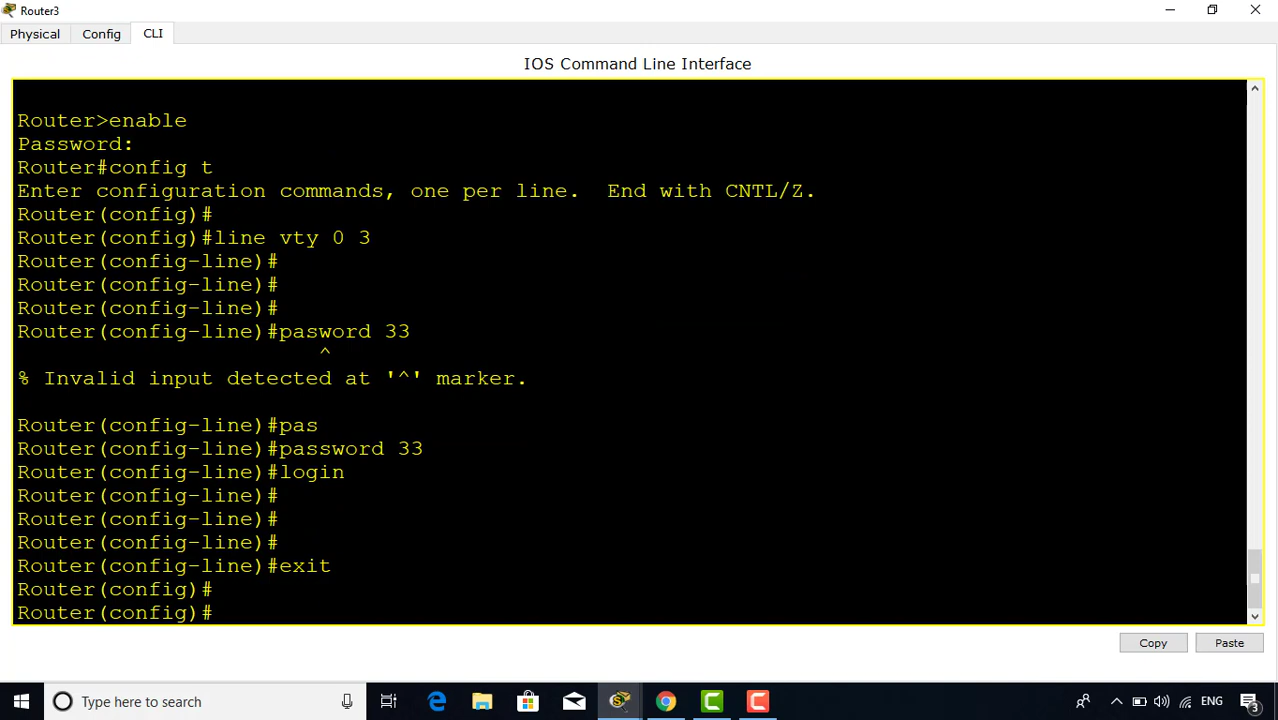 Router3
Physical Config CLI
IOS Command Line Interface
Router>enable
Password:
Router#config t
Enter configuration commands, one per line.  End with CNTL/Z.
Router(config)#
Router(config)#line vty 0 3
Router(config-line)#
Router(config-line)#
Router(config-line)#
Router(config-line)#pasword 33
^
% Invalid input detected at '^' marker.
Router(config-line)#pas
Router(config-line)#password 33
Router(config-line)#login
Router(config-line)#
Router(config-line)#
Router(config-line)#
Router(config-line)#exit
Router(config)#
Router(config)#
Copy Paste
Type here to search ENG 3